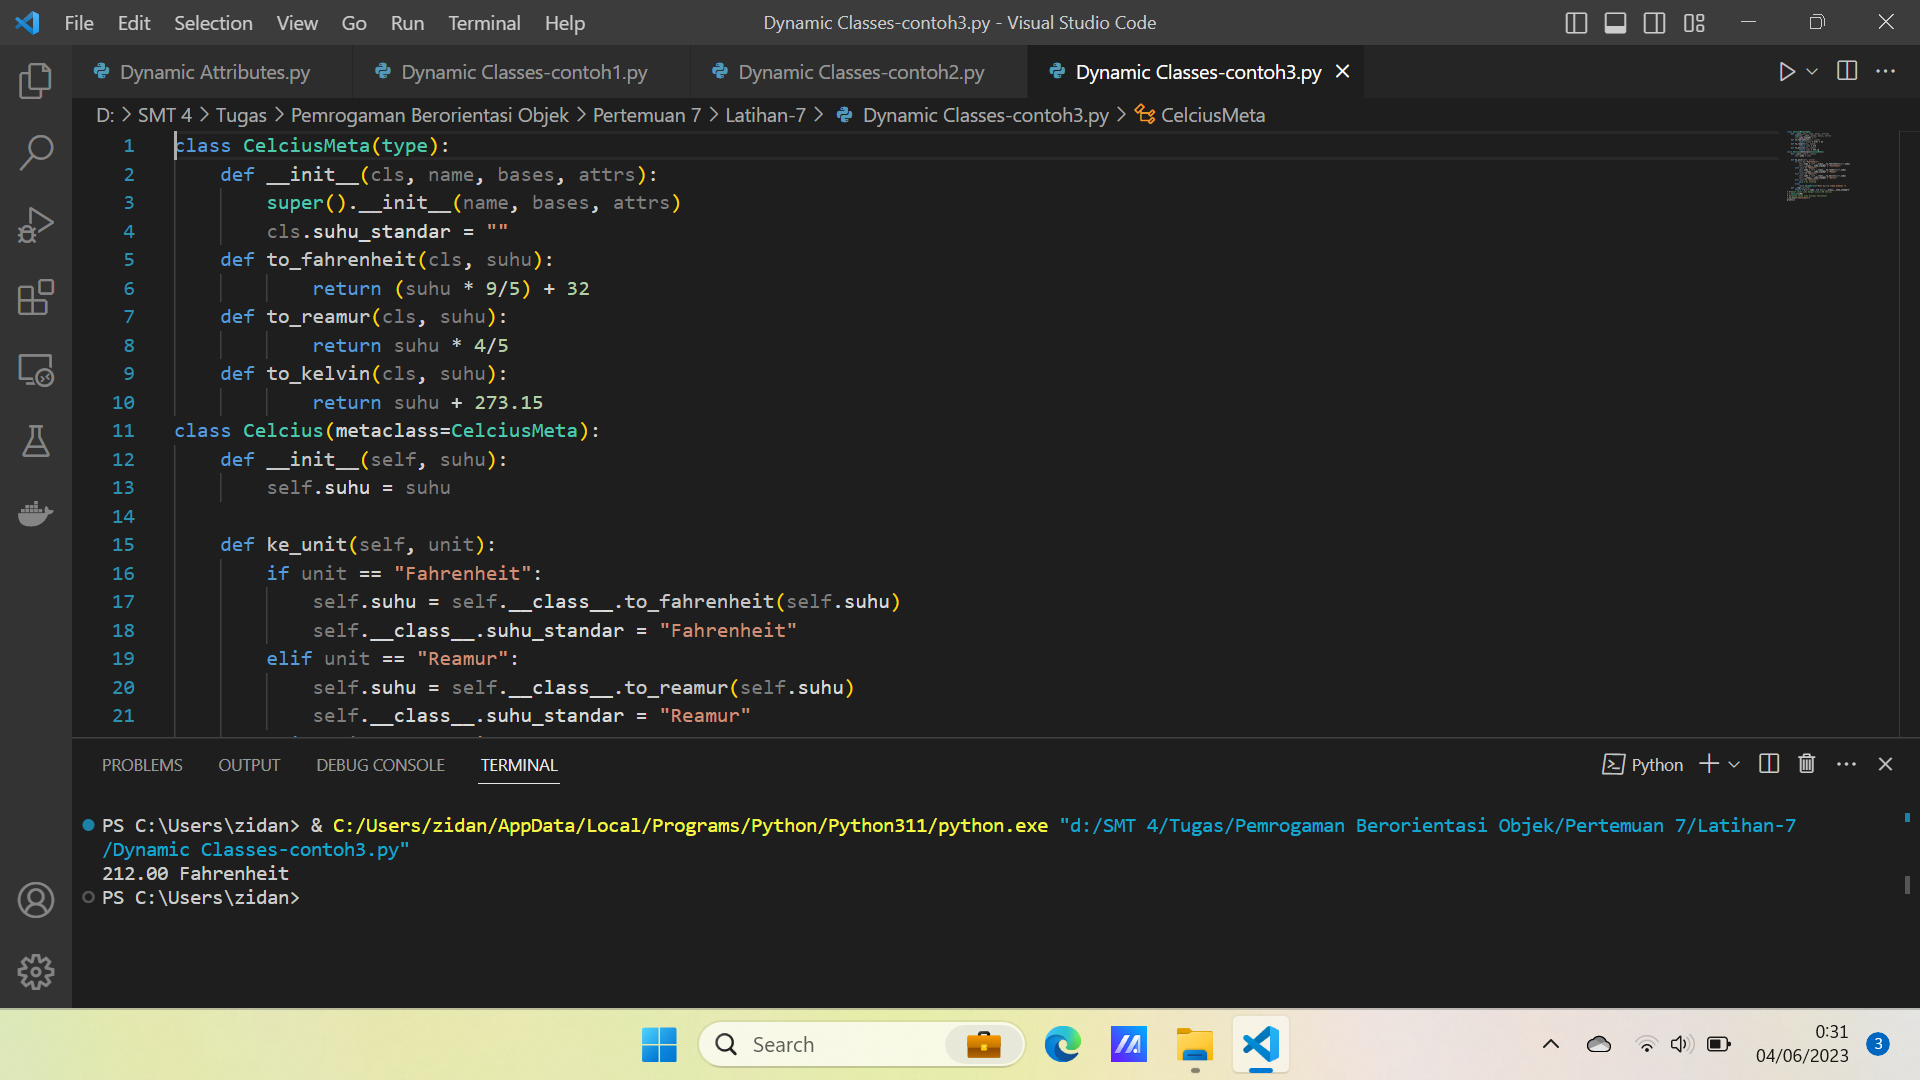 File Edit Selection View Go Run Terminal Help
Dynamic Classes-contoh3.py - Visual Studio Code
Dynamic Attributes.py
Dynamic Classes-contoh1.py
Dynamic Classes-contoh2.py
Dynamic Classes-contoh3.py
D: > SMT 4 > Tugas > Pemrogaman Berorientasi Objek > Pertemuan 7 > Latihan-7 > Dynamic Classes-contoh3.py > CelciusMeta
1 class CelciusMeta(type):
2     def __init__(cls, name, bases, attrs):
3         super().__init__(name, bases, attrs)
4         cls.suhu_standar = ""
5     def to_fahrenheit(cls, suhu):
6             return (suhu * 9/5) + 32
7     def to_reamur(cls, suhu):
8             return suhu * 4/5
9     def to_kelvin(cls, suhu):
10             return suhu + 273.15
11 class Celcius(metaclass=CelciusMeta):
12     def __init__(self, suhu):
13         self.suhu = suhu
14
15     def ke_unit(self, unit):
16         if unit == "Fahrenheit":
17             self.suhu = self.__class__.to_fahrenheit(self.suhu)
18             self.__class__.suhu_standar = "Fahrenheit"
19         elif unit == "Reamur":
20             self.suhu = self.__class__.to_reamur(self.suhu)
21             self.__class__.suhu_standar = "Reamur"
PROBLEMS OUTPUT DEBUG CONSOLE TERMINAL
Python
PS C:\Users\zidan> & C:/Users/zidan/AppData/Local/Programs/Python/Python311/python.exe "d:/SMT 4/Tugas/Pemrogaman Berorientasi Objek/Pertemuan 7/Latihan-7
/Dynamic Classes-contoh3.py"
212.00 Fahrenheit
PS C:\Users\zidan>
Search
0:31
04/06/2023
3